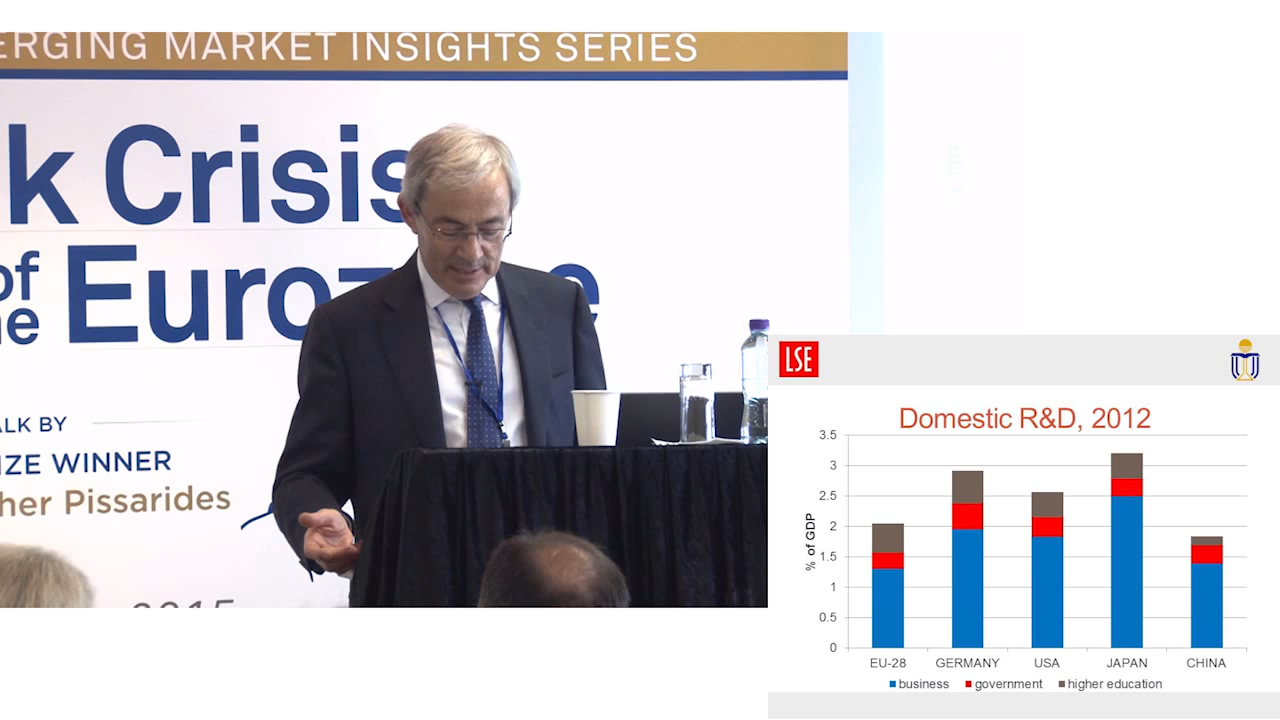 ERGING MARKET INSIGHTS SERIES
k Crisis
of
ne Euroz e
ALK BY
IZE WINNER
her Pissarides
2015
LSE
Domestic R&D, 2012
% of GDP
3.5
3
2.5
2
1.5
1
0.5
0
EU-28 GERMANY USA JAPAN CHINA
business government higher education